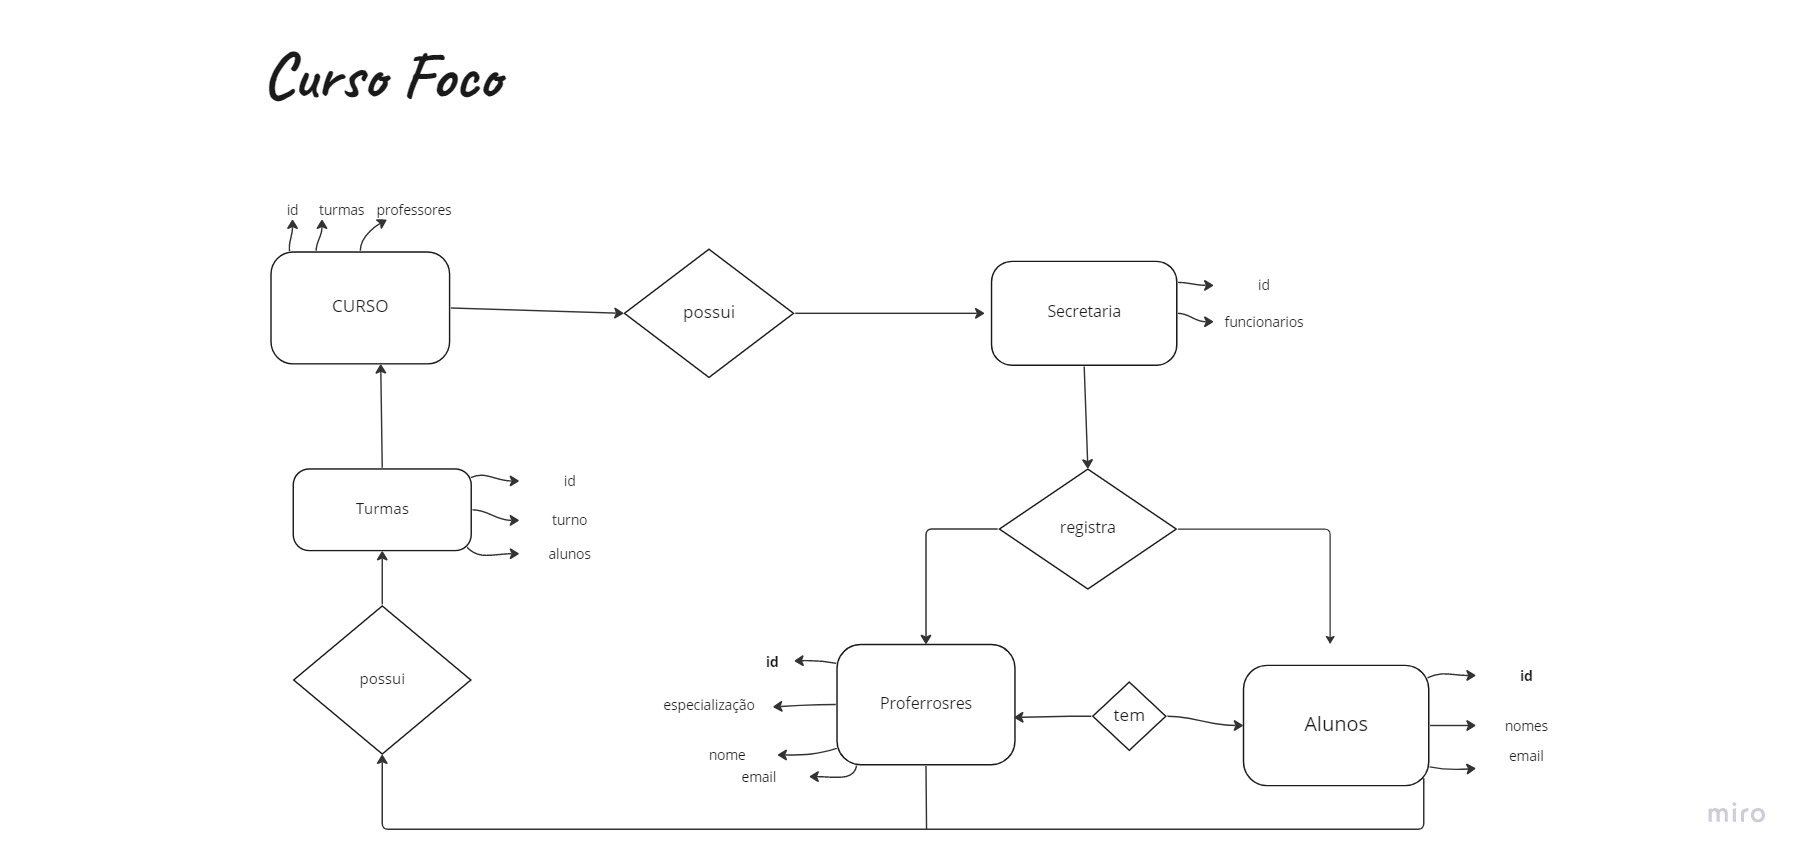 Curso Foco
id turmas professores
CURSO
possui
Secretaria
id
funcionarios
Turmas
id
turno
alunos
registra
possui
id
especialização
nome
email
Proferrosres
tem
Alunos
id
nomes
email
miro